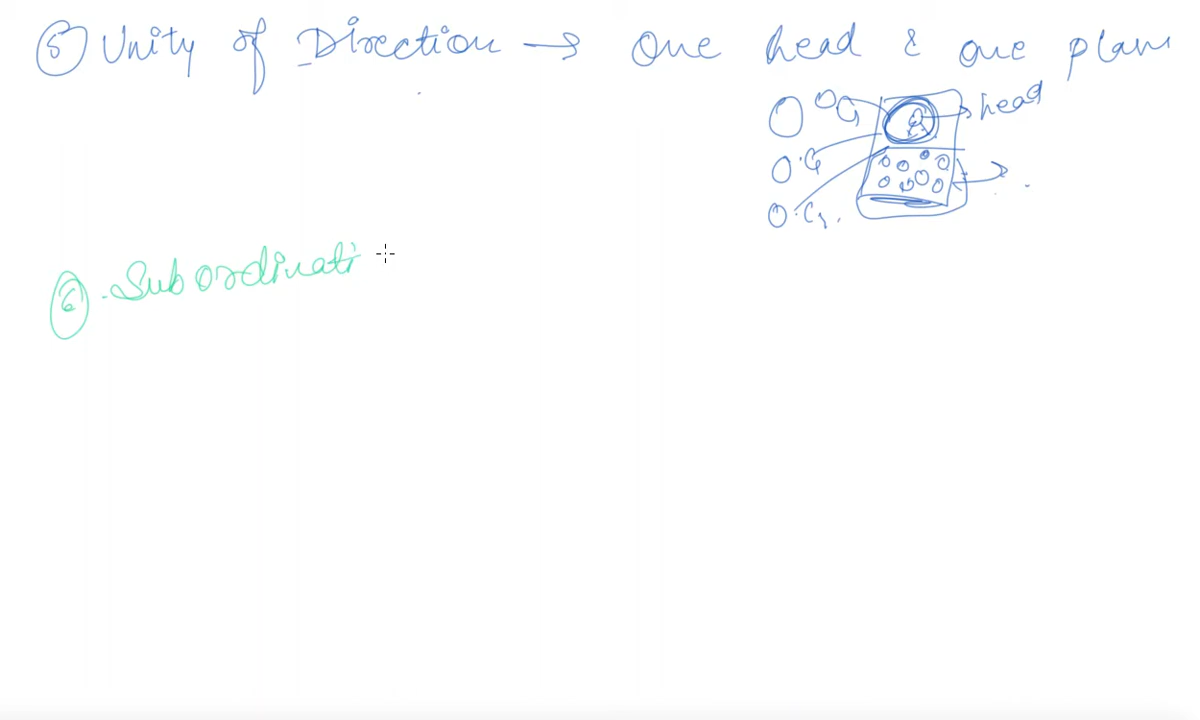 ⑤ Unity of Direction → one head & one plan
head
O.G
O.G
O.G.
⑥ . Subordinati